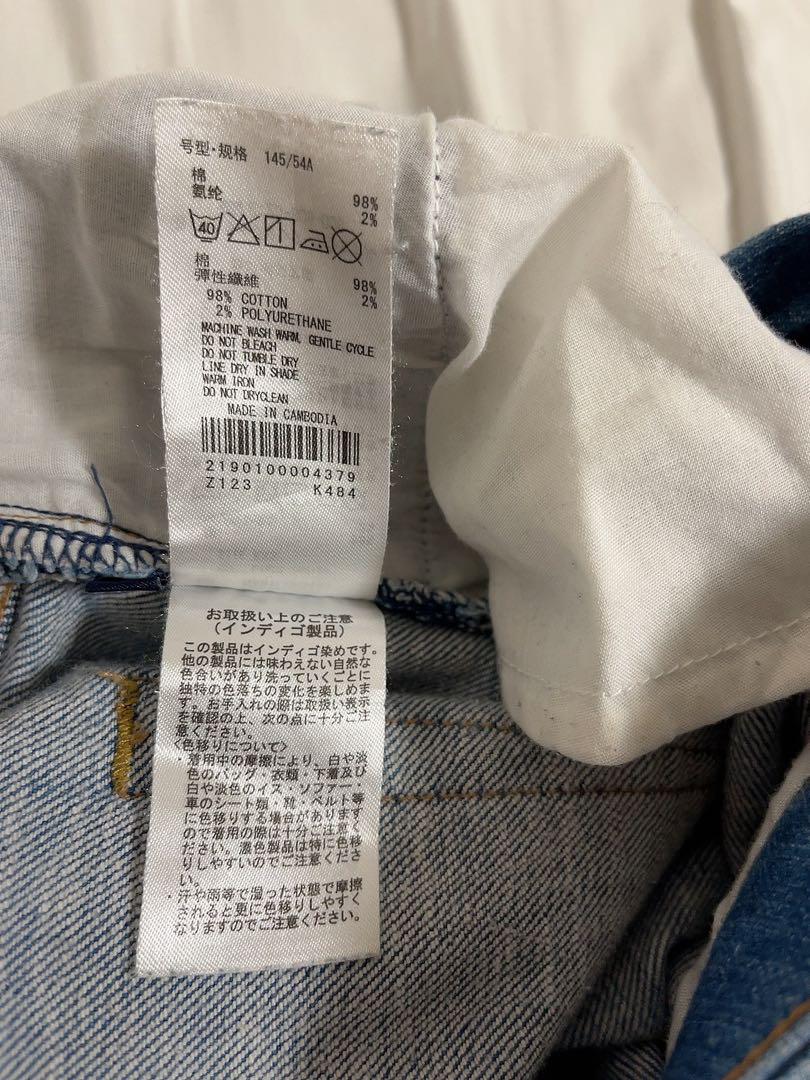 号型・规格 145/54A
棉 98%
氨纶 2%
40
棉 98%
彈性纖維 2%
98% COTTON
2% POLYURETHANE
MACHINE WASH WARM, GENTLE CYCLE
DO NOT BLEACH
DO NOT TUMBLE DRY
LINE DRY IN SHADE
WARM IRON
DO NOT DRYCLEAN
MADE IN CAMBODIA
2190100004379
Z123 K484
お取扱い上のご注意
(インディゴ製品)
この製品はインディゴ染めです。
他の製品には味わえない自然な
色合いがあり洗っていくごとに
独特の色落ちの変化を楽しめま
す。お手入れの際は取扱い表示
を確認の上、次の点に十分ご注
意ください。
<色移りについて>
・着用中の摩擦により、白や淡
色のバッグ・衣類・下着及び
白や淡色のイス・ソファー・
車のシート類・靴・ベルト等
に色移りする場合があります
ので着用の際は十分ご注意く
ださい。濃色製品は特に色移
りしやすいのでご注意くださ
い。
・汗や雨等で湿った状態で摩擦
されると更に色移りしやすく
なりますのでご注意ください。